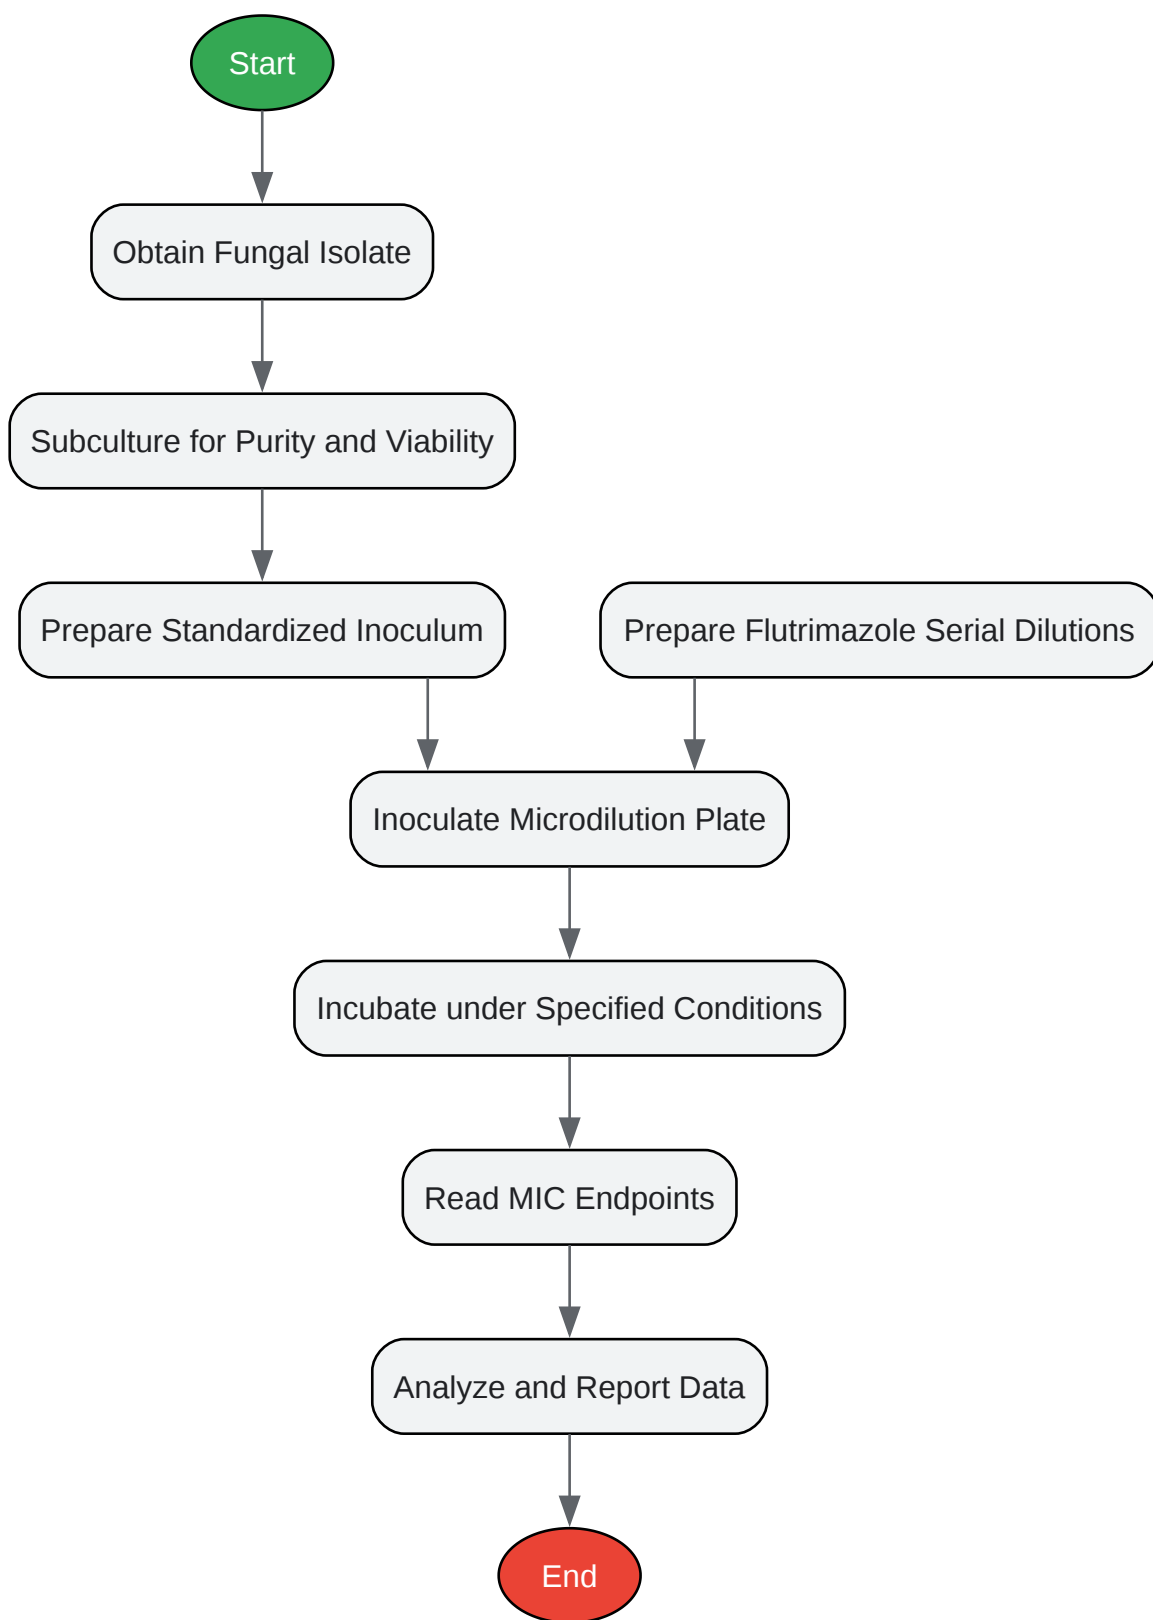 Start
Obtain Fungal Isolate
Subculture for Purity and Viability
Prepare Standardized Inoculum
Prepare Flutrimazole Serial Dilutions
Inoculate Microdilution Plate
Incubate under Specified Conditions
Read MIC Endpoints
Analyze and Report Data
End